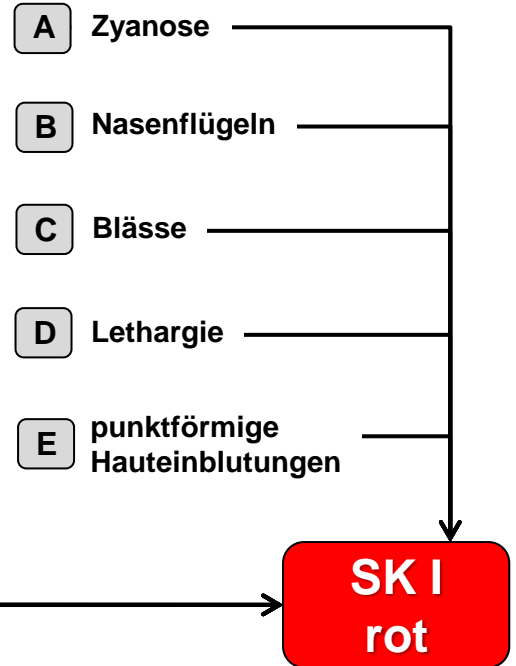 A Zyanose
B Nasenflügeln
C Blässe
D Lethargie
E punktförmige
Hauteinblutungen
SK I
rot